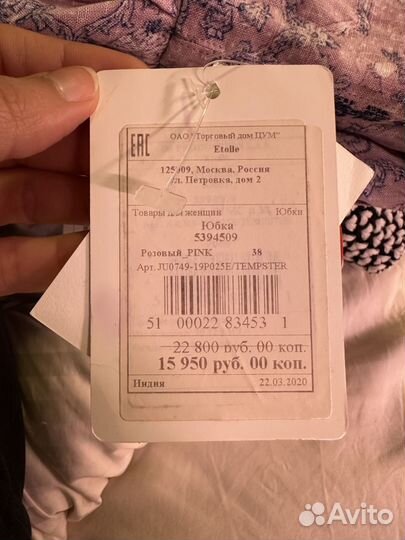 EAC
ОАО "Торговый дом ЦУМ"
Etoile
125009, Москва, Россия
ул. Петровка, дом 2
Товары для женщин Юбки
Юбка
5394509
Розовый_PINK 38
Арт. JU0749-19P025E/TEMPSTER
51 00022 83453 1
22 800 руб. 00 коп.
15 950 руб. 00 коп.
Индия 22.03.2020
Avito